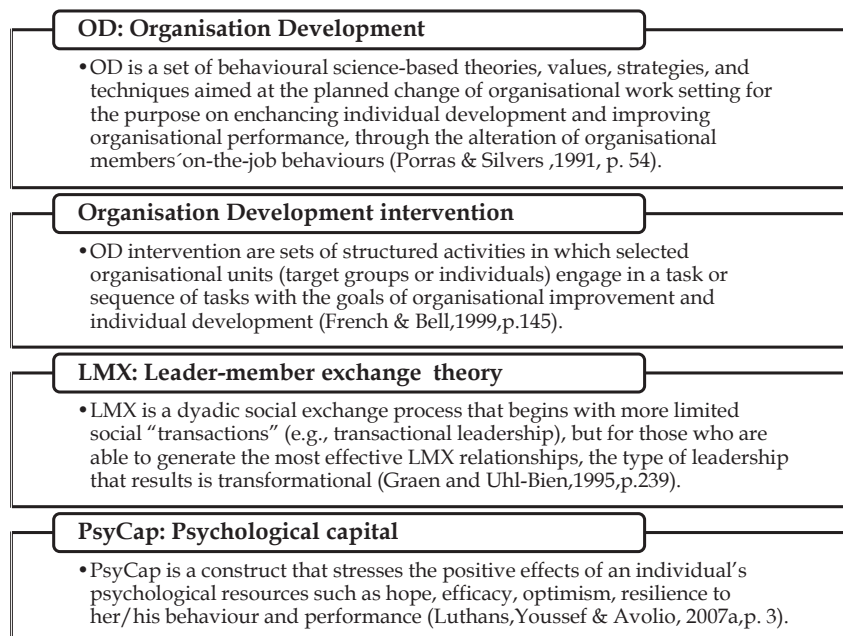 OD: Organisation Development
•OD is a set of behavioural science-based theories, values, strategies, and
techniques aimed at the planned change of organisational work setting for
the purpose on enchancing individual development and improving
organisational performance, through the alteration of organisational
members´on-the-job behaviours (Porras & Silvers ,1991, p. 54).
Organisation Development intervention
•OD intervention are sets of structured activities in which selected
organisational units (target groups or individuals) engage in a task or
sequence of tasks with the goals of organisational improvement and
individual development (French & Bell,1999,p.145).
LMX: Leader-member exchange  theory
•LMX is a dyadic social exchange process that begins with more limited
social “transactions” (e.g., transactional leadership), but for those who are
able to generate the most effective LMX relationships, the type of leadership
that results is transformational (Graen and Uhl-Bien,1995,p.239).
PsyCap: Psychological capital
•PsyCap is a construct that stresses the positive effects of an individual’s
psychological resources such as hope, efficacy, optimism, resilience to
her/his behaviour and performance (Luthans,Youssef & Avolio, 2007a,p. 3).